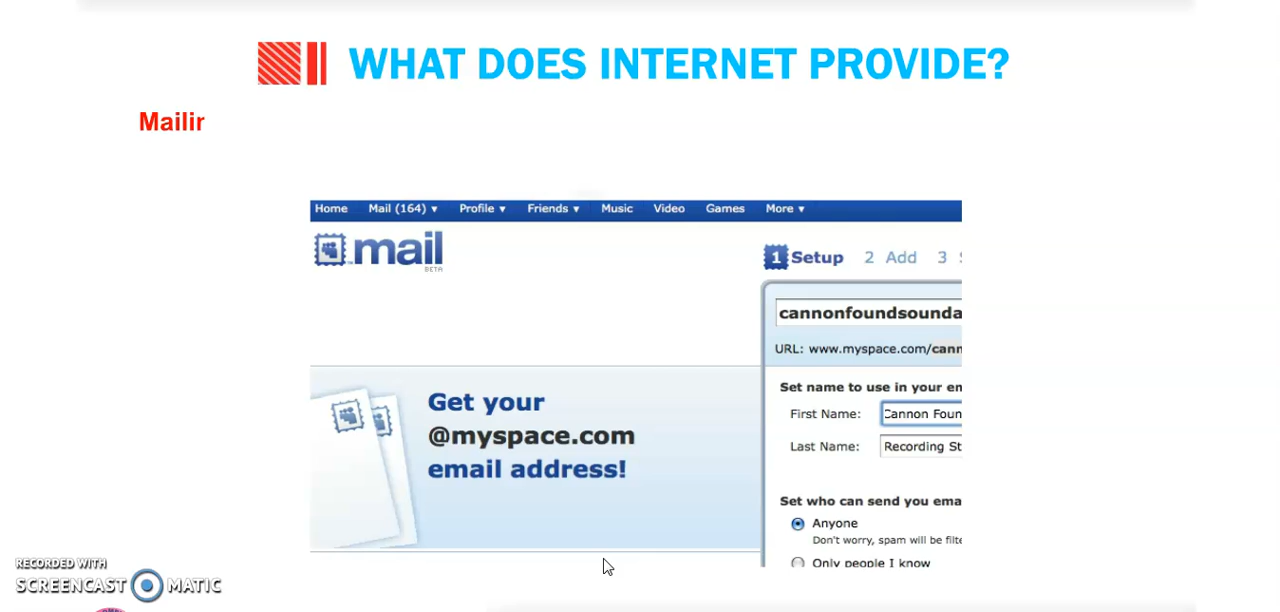 WHAT DOES INTERNET PROVIDE?
Mailir
Home Mail (164) ▾ Profile ▾ Friends ▾ Music Video Games More ▾
mail
BETA
1 Setup 2 Add 3
cannonfoundsounda
URL: www.myspace.com/cann
Set name to use in your en
First Name: Cannon Foun
Last Name: Recording St
Get your
@myspace.com
email address!
Set who can send you ema
Anyone
Don't worry, spam will be filte
Only people I know
RECORDED WITH
SCREENCAST MATIC